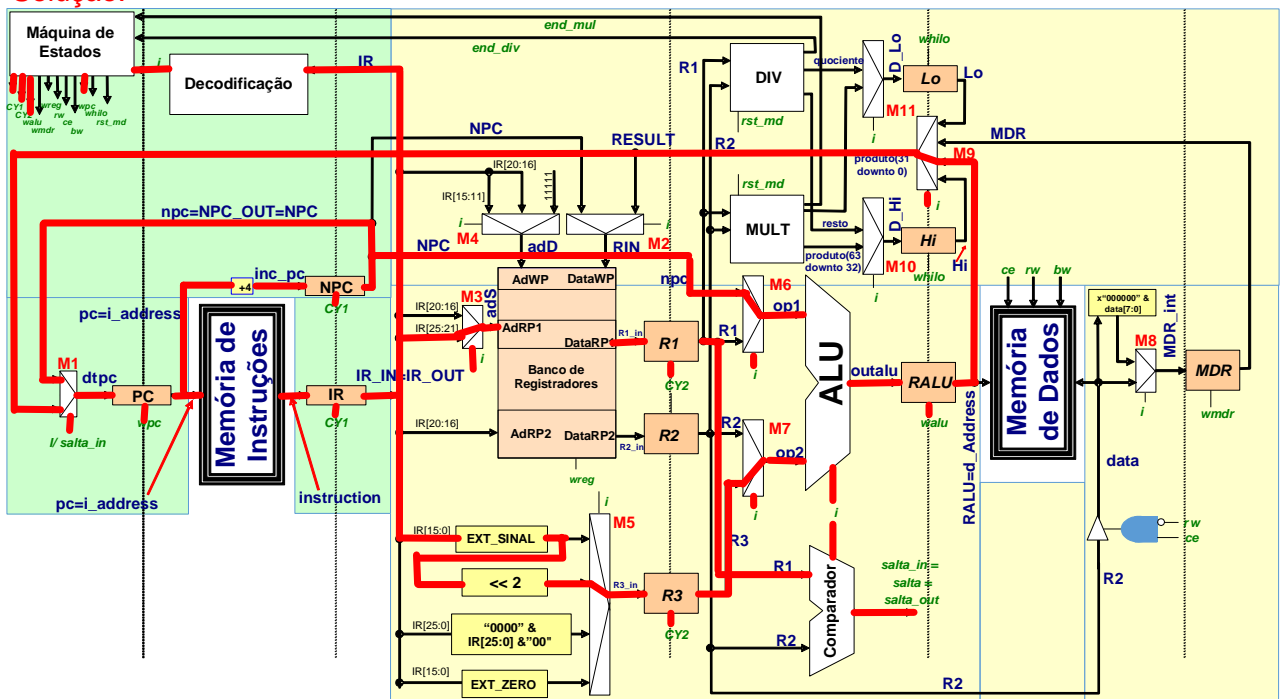 Solução:
Máquina de
Estados
CY1
CY2
walu
wmdr
wreg
rw
ce
bw
wpc
whilo
rst_md
i
Decodificação
IR
end_mul
end_div
NPC
RESULT
IR[20:16]
IR[15:11]
11111
i
M4
adD
RIN
M2
i
npc=NPC_OUT=NPC
NPC
inc_pc
+4
NPC
CY1
pc=i_address
M1
dtpc
PC
wpc
I/ salta_in
Memória de
Instruções
IR
CY1
IR_IN=IR_OUT
pc=i_address
instruction
M3
adS
IR[20:16]
IR[25:21]
i
IR[20:16]
AdWP
DataWP
AdRP1
DataRP1
Banco de
Registradores
AdRP2
DataRP2
wreg
R1_in
R1
CY2
R2_in
R2
IR[15:0]
EXT_SINAL
<< 2
IR[25:0]
"0000" &
IR[25:0] &"00"
IR[15:0]
EXT_ZERO
i
M5
R3_in
R3
CY2
R1
R2
DIV
rst_md
rst_md
MULT
quociente
D_Lo
whilo
Lo
Lo
M11
i
produto(31
downto 0)
M9
i
MDR
resto
D_Hi
Hi
whilo
Hi
produto(63
downto 32)
M10
i
npc
M6
op1
R1
i
R2
M7
op2
i
R3
ALU
i
outalu
RALU
walu
R1
R2
Comparador
salta_in =
salta =
salta_out
RALU=d_Address
ce
rw
bw
Memória
de Dados
x"000000" &
data[7:0]
M8
i
MDR_int
MDR
wmdr
data
rw
ce
R2
R2